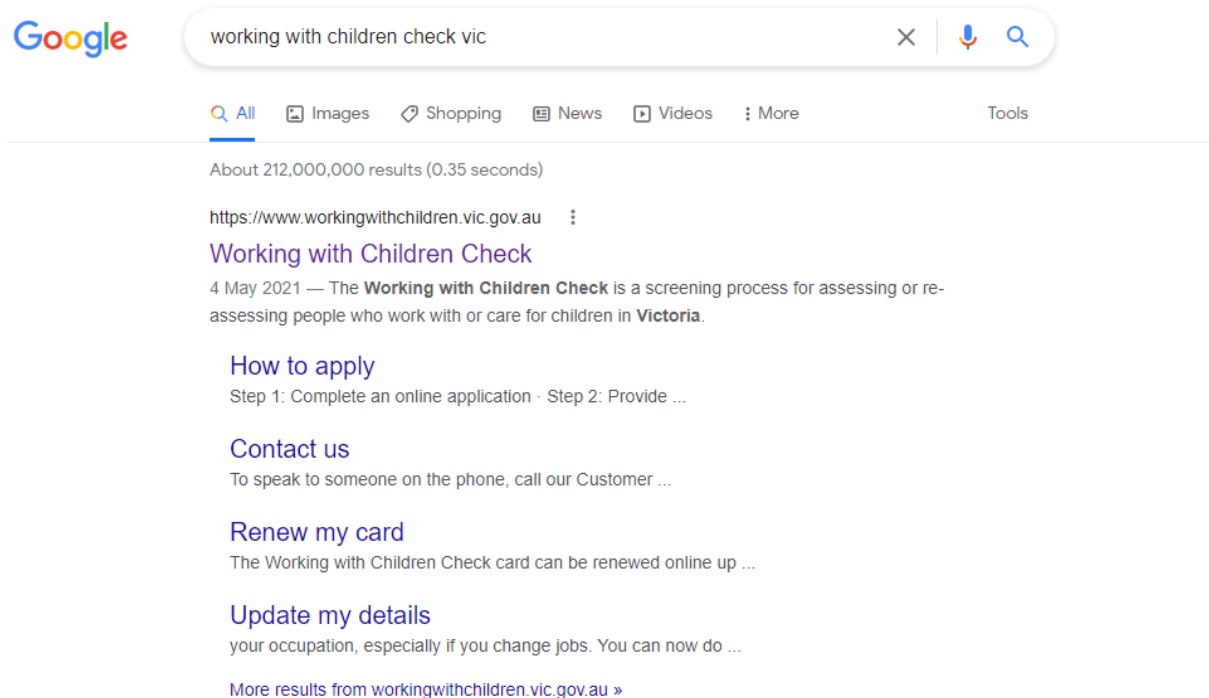 Google
working with children check vic
All Images Shopping News Videos More Tools
About 212,000,000 results (0.35 seconds)
https://www.workingwithchildren.vic.gov.au
Working with Children Check
4 May 2021 — The Working with Children Check is a screening process for assessing or re-
assessing people who work with or care for children in Victoria.
How to apply
Step 1: Complete an online application · Step 2: Provide ...
Contact us
To speak to someone on the phone, call our Customer ...
Renew my card
The Working with Children Check card can be renewed online up ...
Update my details
your occupation, especially if you change jobs. You can now do ...
More results from workingwithchildren.vic.gov.au »